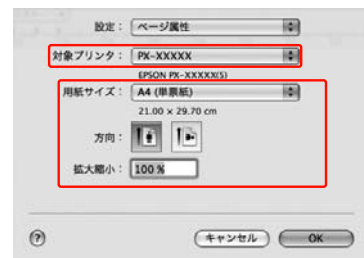 設定： ページ属性
対象プリンタ： PX-XXXXX
EPSON PX-XXXXX(S)
用紙サイズ： A4 (単票紙)
21.00 x 29.70 cm
方向：
拡大縮小： 100 %
? キャンセル OK